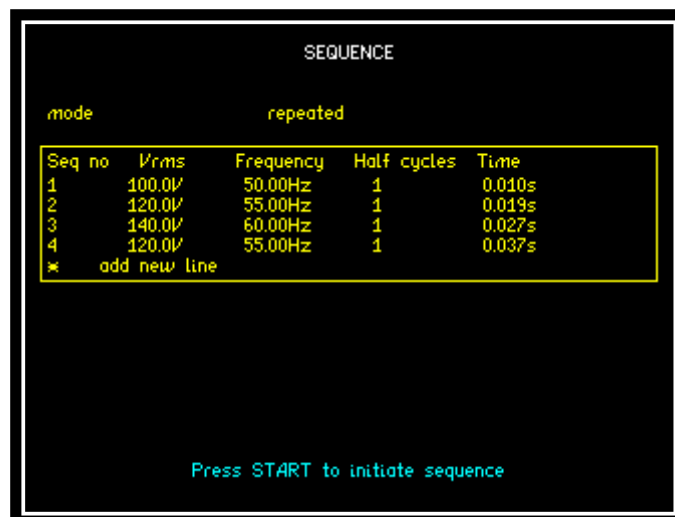 SEQUENCE
mode repeated
Seq no Vrms Frequency Half cycles Time
1 100.0V 50.00Hz 1 0.010s
2 120.0V 55.00Hz 1 0.019s
3 140.0V 60.00Hz 1 0.027s
4 120.0V 55.00Hz 1 0.037s
* add new line
Press START to initiate sequence